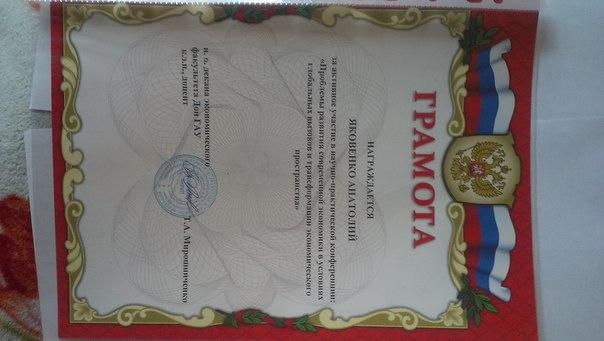 ГРАМОТА
НАГРАЖДАЕТСЯ
ЯКОВЕНКО АНАТОЛИЙ
за активное участие в научно-практической конференции:
«Проблемы развития современной экономики в условиях
глобальных вызовов и трансформации экономического
пространства»
и. о. декана экономического
факультета Дон ГАУ
к.э.н., доцент
Т.А. Мирошниченко